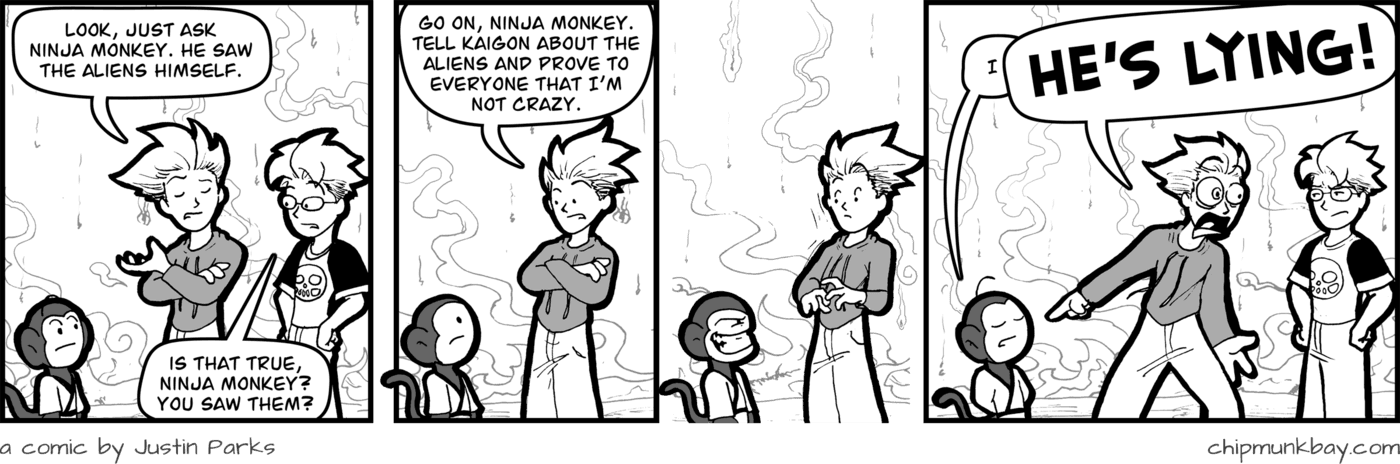 LOOK, JUST ASK
NINJA MONKEY. HE SAW
THE ALIENS HIMSELF.
IS THAT TRUE,
NINJA MONKEY?
YOU SAW THEM?
GO ON, NINJA MONKEY.
TELL KAIGON ABOUT THE
ALIENS AND PROVE TO
EVERYONE THAT I'M
NOT CRAZY.
I
HE'S LYING!
a comic by Justin Parks
chipmunkbay.com